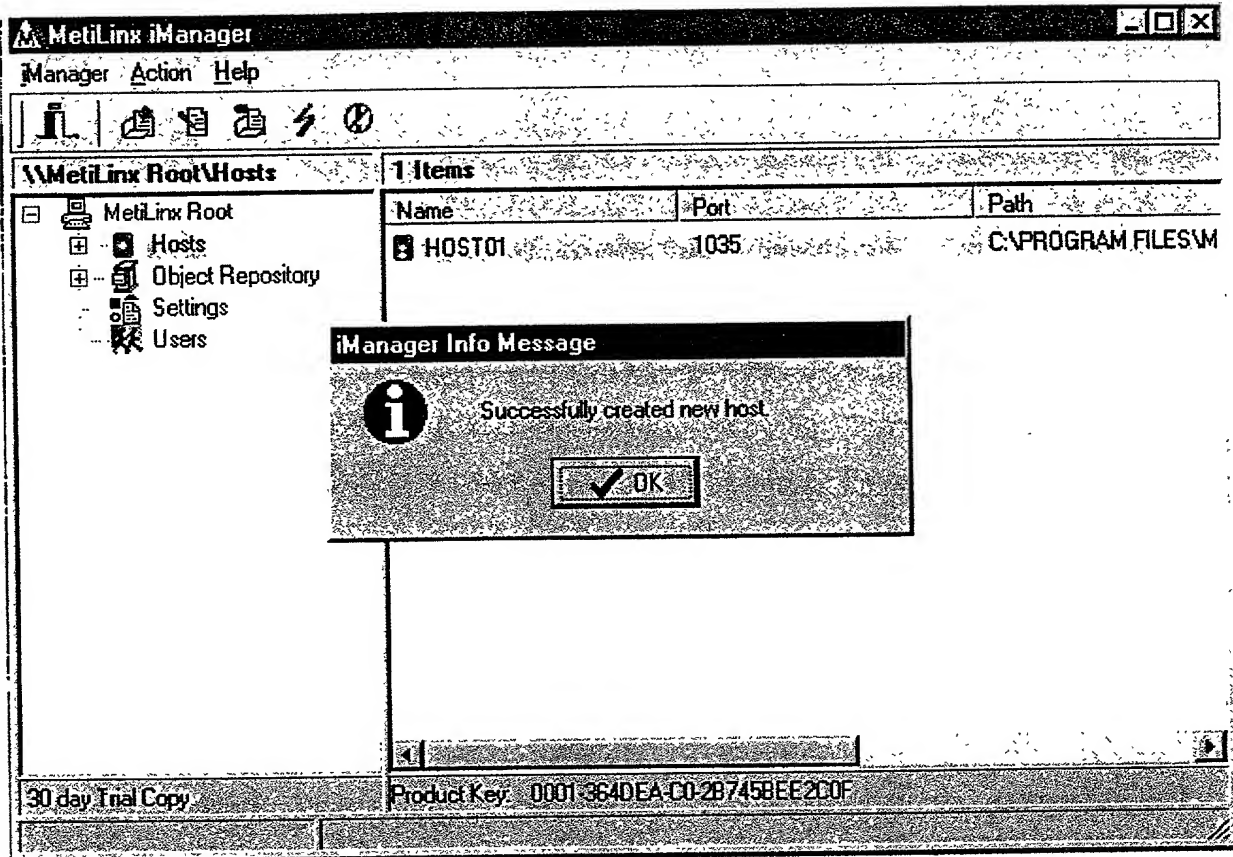 MetiLinx iManager
iManager Action Help
\\MetiLinx Root\Hosts
1 Items
MetiLinx Root
Hosts
Object Repository
Settings
Users
Name Port Path
HOST01 1035 C:\PROGRAM FILES\M
iManager Info Message
Successfully created new host.
OK
30 day Trial Copy
Product Key: 0001-364DEA-C0-2B745BEE2C0F